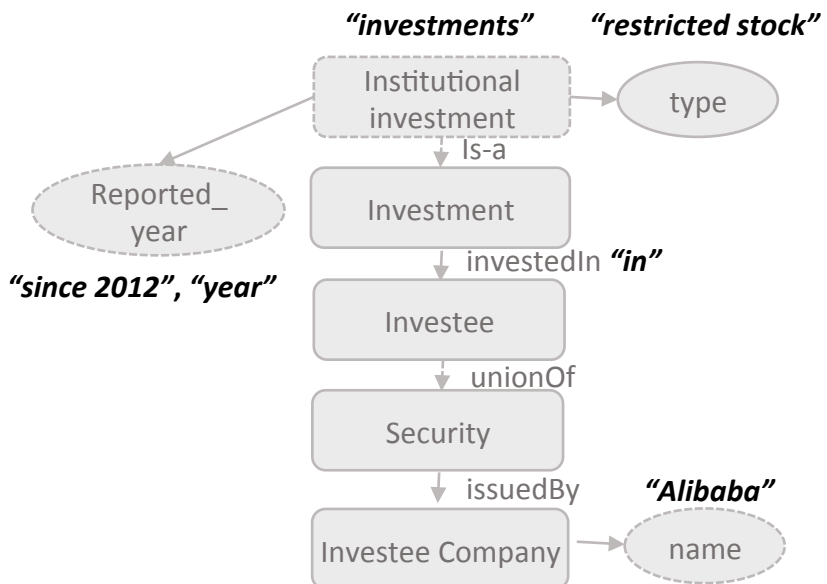 “investments” “restricted stock”
Institutional
investment
type
Is-a
Reported_
year
Investment
investedIn “in”
“since 2012”, “year”
Investee
unionOf
Security
issuedBy “Alibaba”
Investee Company
name